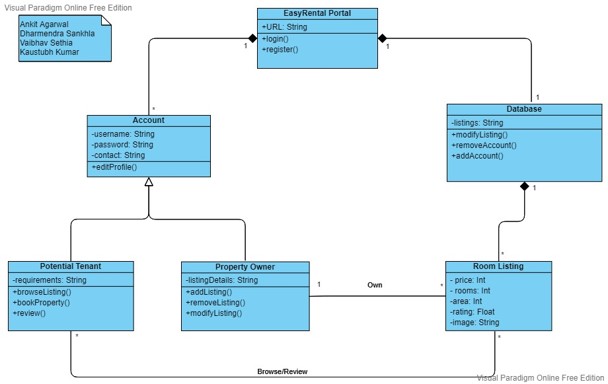 Visual Paradigm Online Free Edition
Ankit Agarwal
Dharmendra Sankhla
Vaibhav Sethia
Kaustubh Kumar
EasyRental Portal
+URL: String
+login()
+register()
1
1
*
1
Account
-username: String
-password: String
-contact: String
+editProfile()
Database
-listings: String
+modifyListing()
+removeAccount()
+addAccount()
1
*
Potential Tenant
-requirements: String
+browseListing()
+bookProperty()
+review()
*
Property Owner
-listingDetails: String
+addListing()
+removeListing()
+modifyListing()
1
Own
*
Room Listing
- price: Int
- rooms: Int
-area: Int
-rating: Float
-image: String
*
Browse/Review
Visual Paradigm Online Free Edition